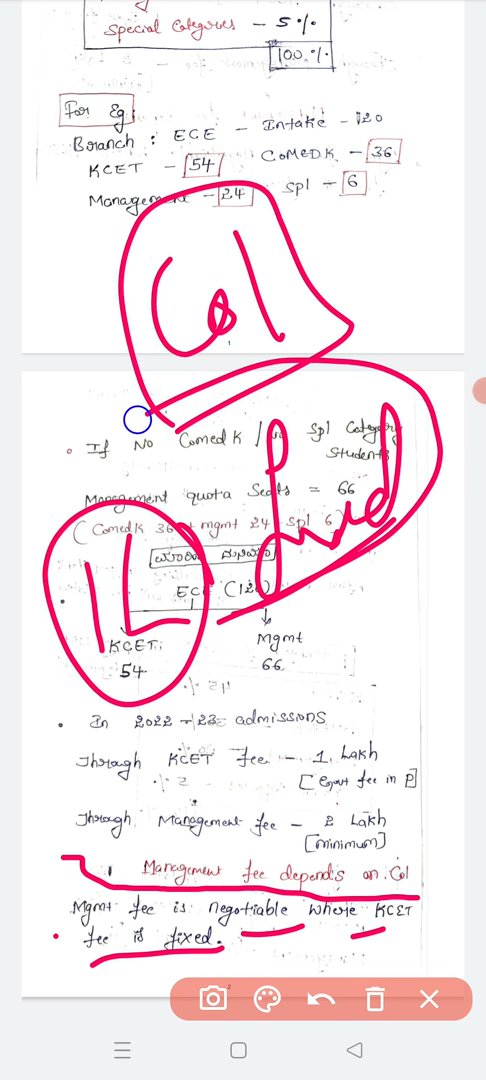 Special Categories - 5%
100%
For Eg:
Branch : ECE - Intake - 120
KCET - 54 COMEDK - 36
Management - 24 Spl - 6
Col
1
• If No ComedK / Spl Category
Students
Management quota Seats = 66
(ComedK 36 + mgmt 24 Spl 6
ECE (120)
1L
KCET: Mgmt
54 66
• In 2022-23 admissions
Through KCET Fee - 1 Lakh
[Govt fee in P]
Through Management fee - 2 Lakh
[minimum]
Management fee depends on Col
Mgmt fee is negotiable where KCET
• fee is fixed.
2